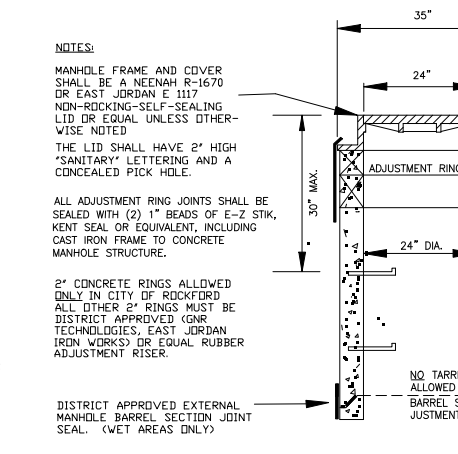 35"
NOTES:
24"
MANHOLE FRAME AND COVER
SHALL BE A NEENAH R-1670
OR EAST JORDAN E 1117
NON-ROCKING-SELF-SEALING
LID OR EQUAL UNLESS OTHER-
WISE NOTED
THE LID SHALL HAVE 2" HIGH
"SANITARY" LETTERING AND A
CONCEALED PICK HOLE.
ADJUSTMENT RING
30" MAX.
ALL ADJUSTMENT RING JOINTS SHALL BE
SEALED WITH (2) 1" BEADS OF E-Z STIK,
KENT SEAL OR EQUIVALENT, INCLUDING
CAST IRON FRAME TO CONCRETE
MANHOLE STRUCTURE.
24" DIA.
2" CONCRETE RINGS ALLOWED
ONLY IN CITY OF ROCKFORD
ALL OTHER 2" RINGS MUST BE
DISTRICT APPROVED (GNR
TECHNOLOGIES, EAST JORDAN
IRON WORKS) OR EQUAL RUBBER
ADJUSTMENT RISER.
NO TARR
ALLOWED
BARREL S
JUSTMENT
DISTRICT APPROVED EXTERNAL
MANHOLE BARREL SECTION JOINT
SEAL. (WET AREAS ONLY)